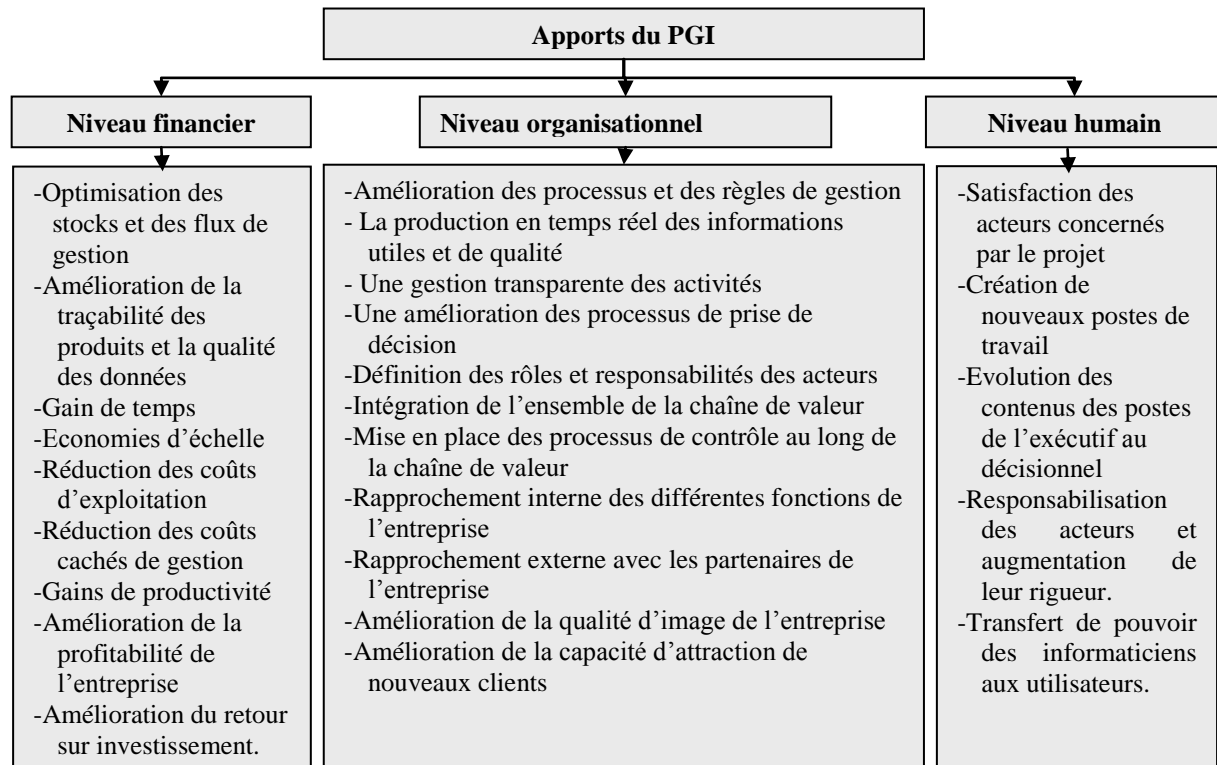 Apports du PGI
Niveau financier
-Optimisation des
stocks et des flux de
gestion
-Amélioration de la
traçabilité des
produits et la qualité
des données
-Gain de temps
-Economies d’échelle
-Réduction des coûts
d’exploitation
-Réduction des coûts
cachés de gestion
-Gains de productivité
-Amélioration de la
profitabilité de
l’entreprise
-Amélioration du retour
sur investissement.
Niveau organisationnel
-Amélioration des processus et des règles de gestion
- La production en temps réel des informations
utiles et de qualité
- Une gestion transparente des activités
-Une amélioration des processus de prise de
décision
-Définition des rôles et responsabilités des acteurs
-Intégration de l’ensemble de la chaîne de valeur
-Mise en place des processus de contrôle au long de
la chaîne de valeur
-Rapprochement interne des différentes fonctions de
l’entreprise
-Rapprochement externe avec les partenaires de
l’entreprise
-Amélioration de la qualité d’image de l’entreprise
-Amélioration de la capacité d’attraction de
nouveaux clients
Niveau humain
-Satisfaction des
acteurs concernés
par le projet
-Création de
nouveaux postes de
travail
-Evolution des
contenus des postes
de l’exécutif au
décisionnel
-Responsabilisation
des acteurs et
augmentation de
leur rigueur.
-Transfert de pouvoir
des informaticiens
aux utilisateurs.